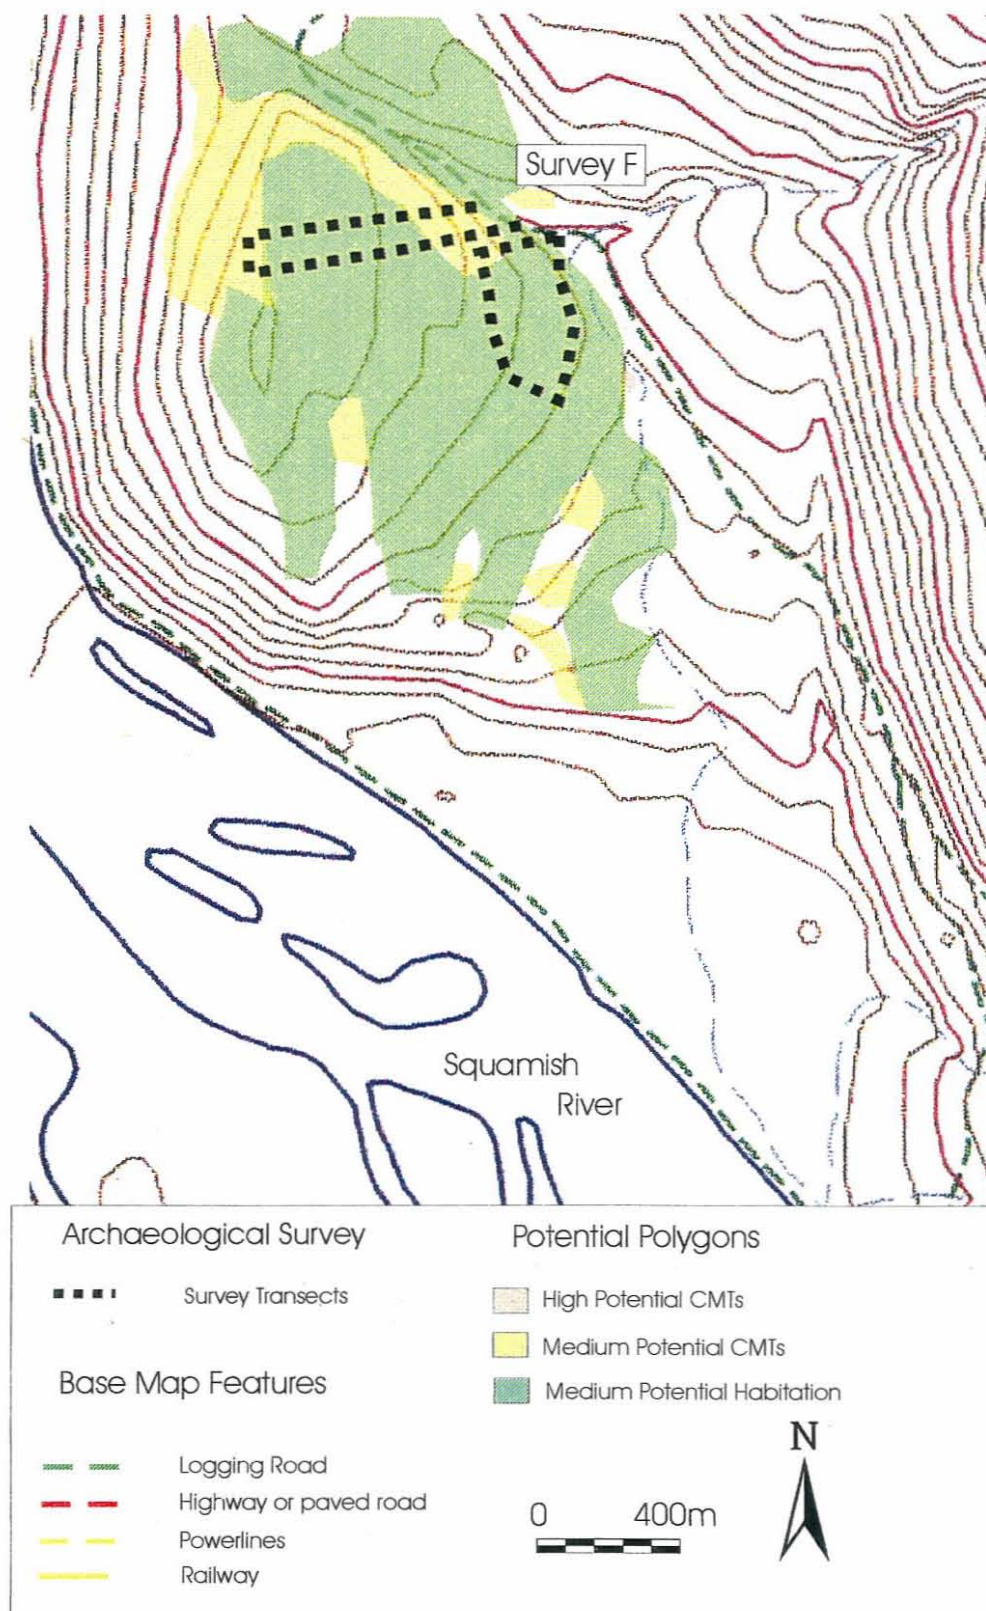 Survey F
Squamish
River
Archaeological Survey
Survey Transects
Base Map Features
Logging Road
Highway or paved road
Powerlines
Railway
Potential Polygons
High Potential CMTs
Medium Potential CMTs
Medium Potential Habitation
N
0 400m